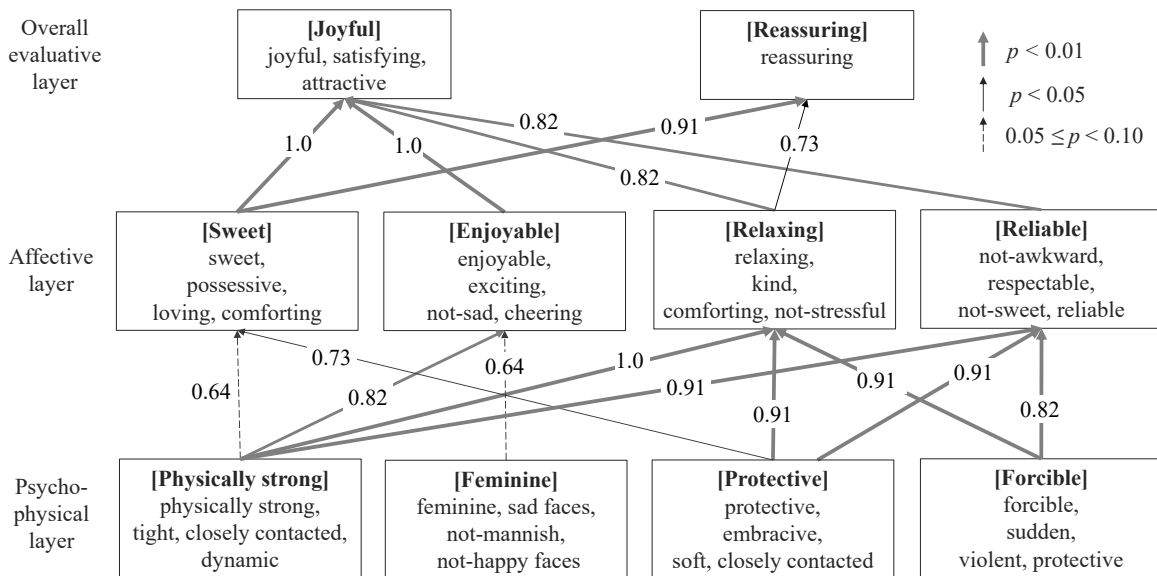 Overall
evaluative
layer
[Joyful]
joyful, satisfying,
attractive
[Reassuring]
reassuring
p < 0.01
p < 0.05
0.05 ≤ p < 0.10
1.0
1.0
0.91
0.82
0.82
0.73
Affective
layer
[Sweet]
sweet,
possessive,
loving, comforting
[Enjoyable]
enjoyable,
exciting,
not-sad, cheering
[Relaxing]
relaxing,
kind,
comforting, not-stressful
[Reliable]
not-awkward,
respectable,
not-sweet, reliable
0.64
0.73
0.82
0.64
1.0
0.91
0.91
0.91
0.91
0.82
Psycho-
physical
layer
[Physically strong]
physically strong,
tight, closely contacted,
dynamic
[Feminine]
feminine, sad faces,
not-mannish,
not-happy faces
[Protective]
protective,
embracive,
soft, closely contacted
[Forcible]
forcible,
sudden,
violent, protective